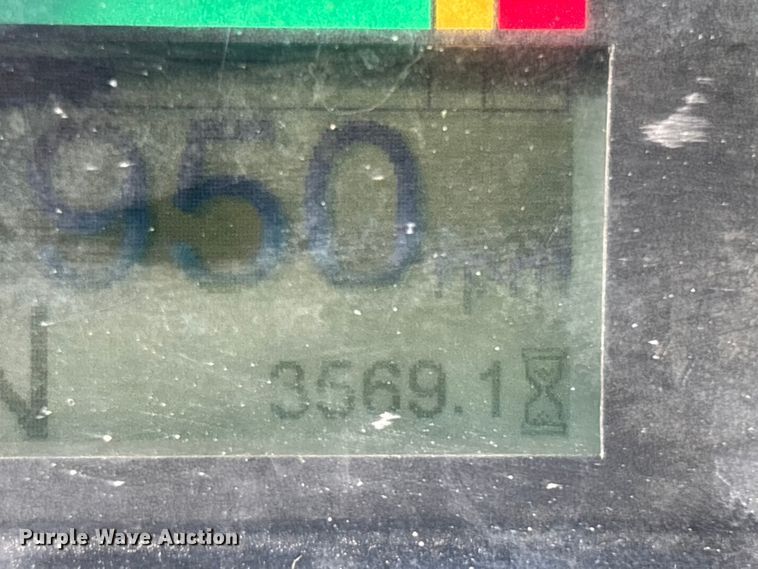 950 rpm
N 3569.1
Purple Wave Auction